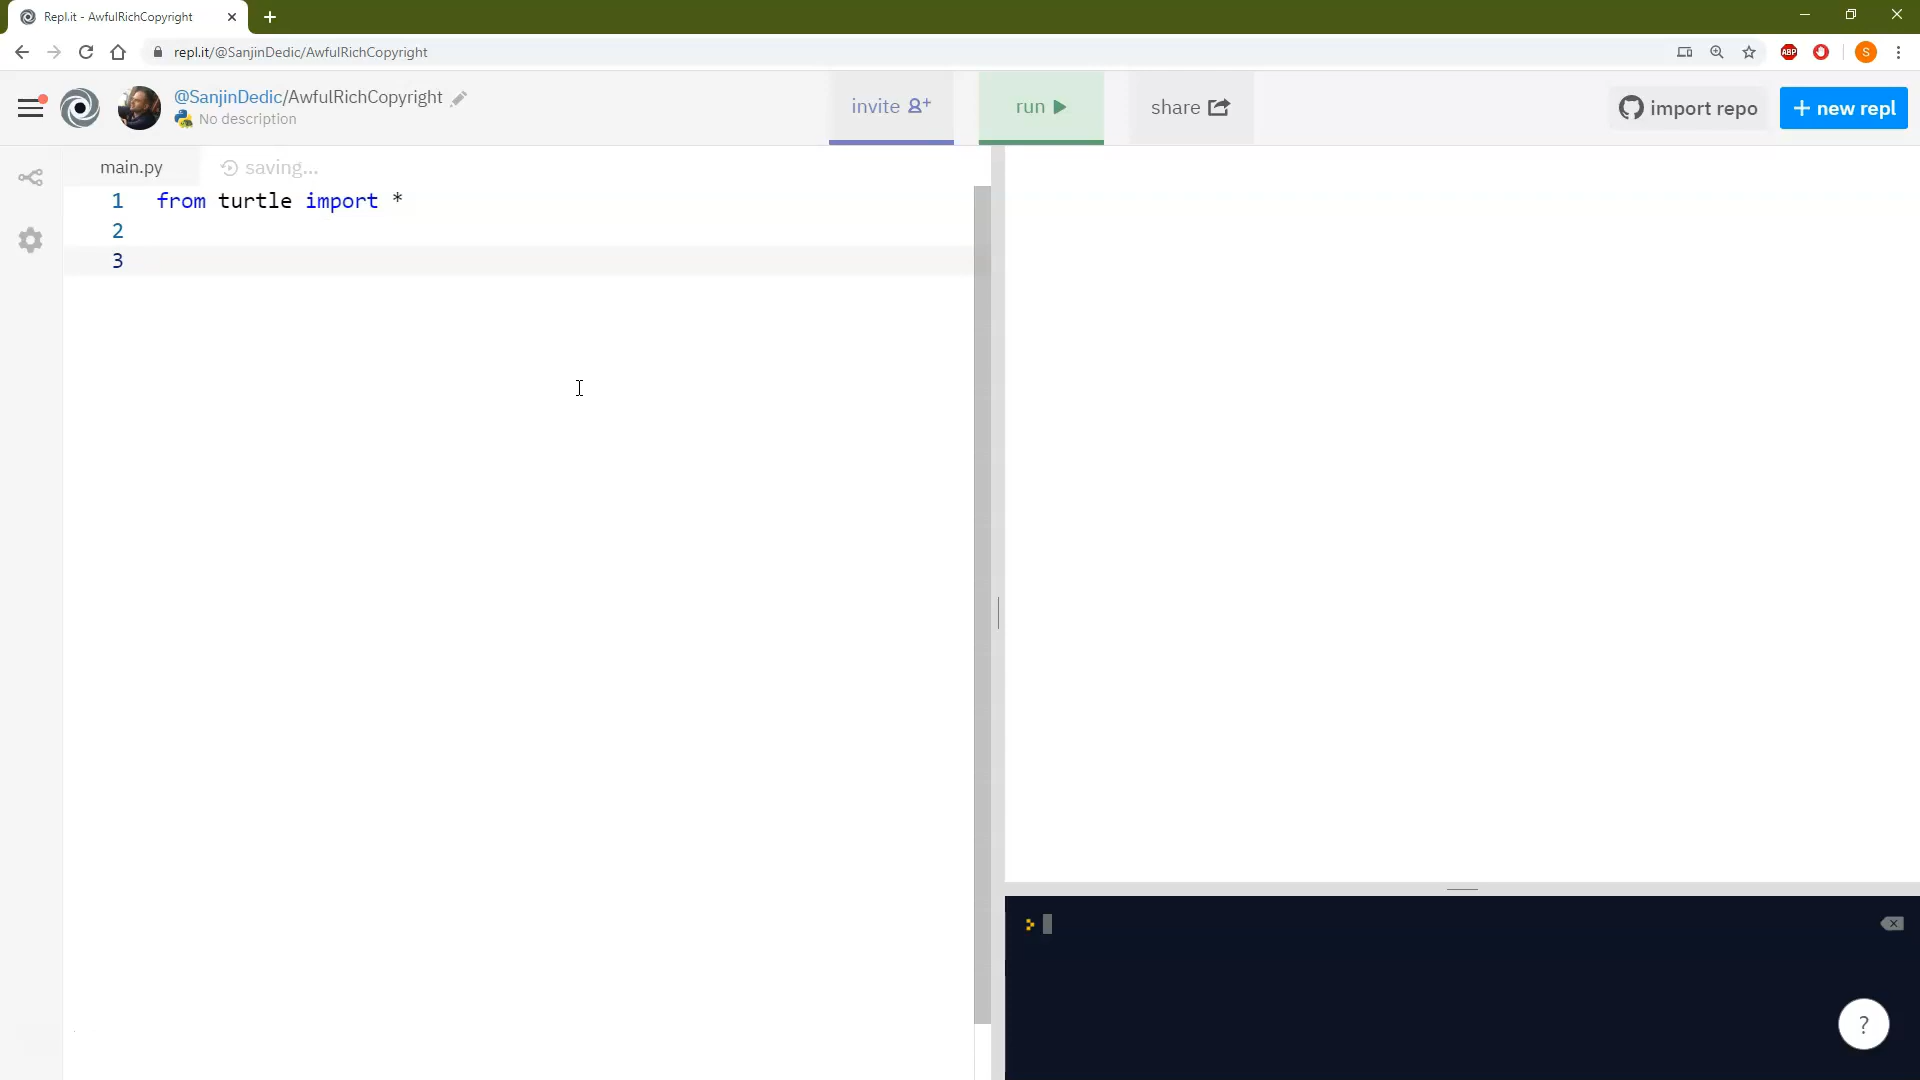 Repl.it - AwfulRichCopyright
repl.it/@SanjinDedic/AwfulRichCopyright
ABP
S
@SanjinDedic/AwfulRichCopyright
No description
invite
run
share
import repo
+ new repl
main.py
saving...
1 from turtle import *
2
3
>
?